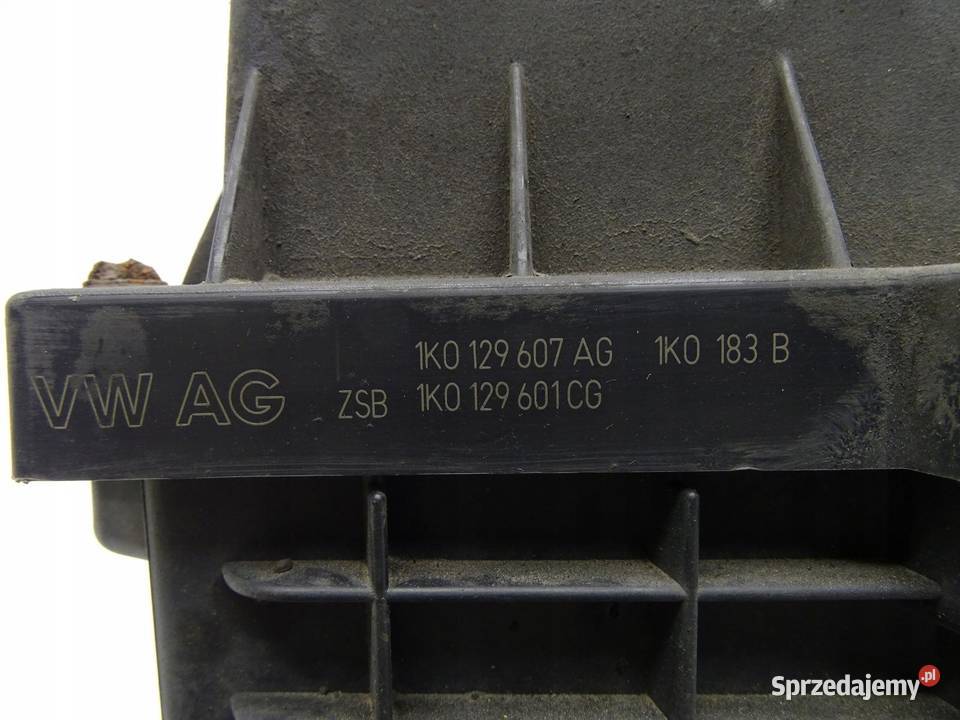 1K0 129 607 AG 1K0 183 B
VW AG ZSB 1K0 129 601 CG
Sprzedajemy.pl